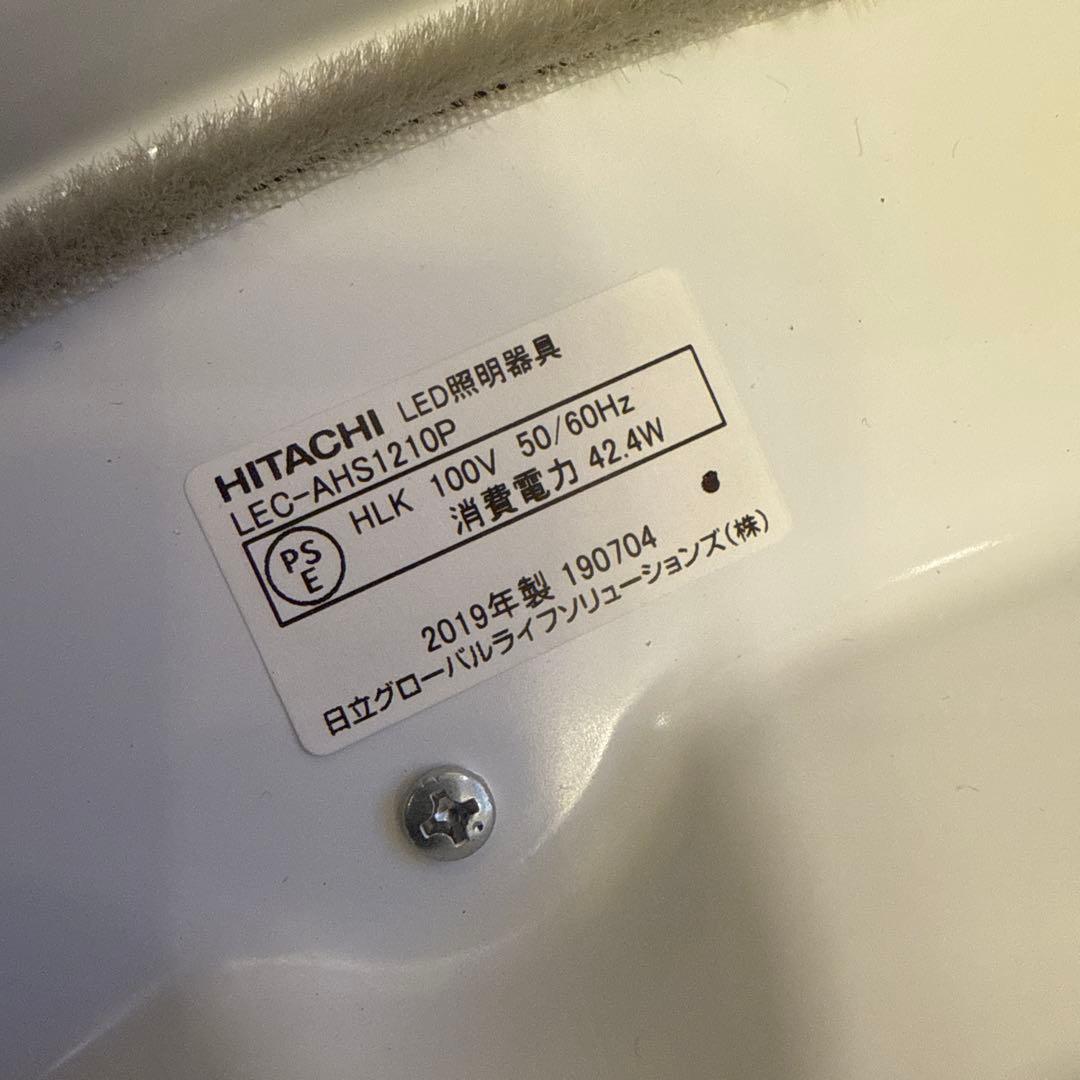 HITACHI LED照明器具
LEC-AHS1210P
PS
E
HLK 100V 50/60Hz
消費電力 42.4W
2019年製 190704
日立グローバルライフソリューションズ(株)